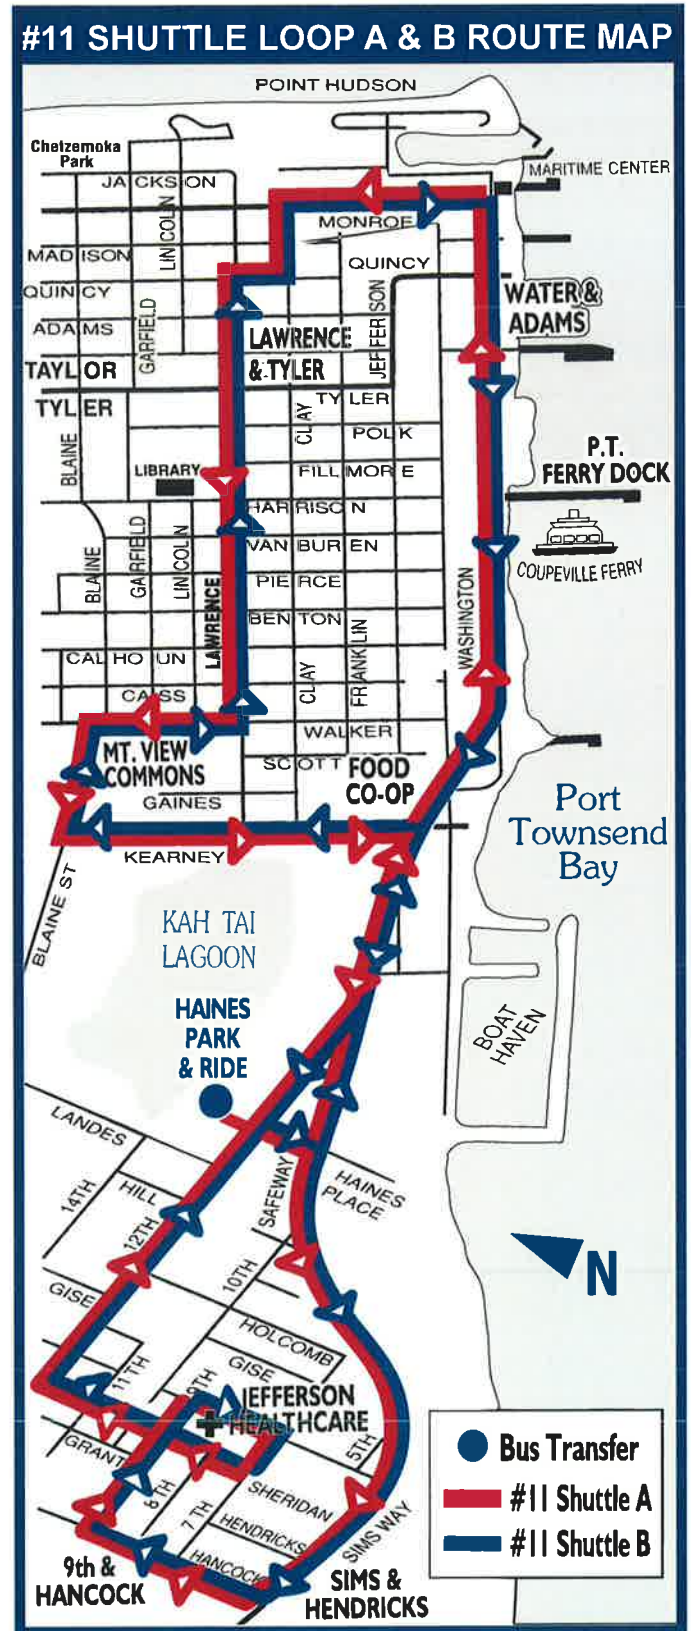 #11 SHUTTLE LOOP A & B ROUTE MAP
POINT HUDSON
Chetzemoka
Park
MARITIME CENTER
JACKSON
LINCOLN
MONROE
MADISON
QUINCY
QUINCY
JEFFERSON
WATER &
ADAMS
ADAMS
GARFIELD
LAWRENCE
& TYLER
TAYLOR
TYLER
TYLER
CLAY
POLK
BLAINE
P.T.
FERRY DOCK
LIBRARY
FILLMORE
HARRISON
GARFIELD
LINCOLN
VAN BUREN
BLAINE
COUPEVILLE FERRY
PIERCE
LAWRENCE
WASHINGTON
BENTON
FRANKLIN
CALHOUN
CLAY
CASS
WALKER
MT. VIEW
COMMONS
SCOTT
FOOD
CO-OP
GAINES
Port
Townsend
Bay
KEARNEY
BLAINE ST
KAH TAI
LAGOON
HAINES
PARK
& RIDE
BOAT
HAVEN
LANDES
HAINES
PLACE
SAFEWAY
14TH
HILL
12TH
10TH
N
GISE
HOLCOMB
11TH
GISE
9TH
JEFFERSON
HEALTHCARE
GRANT
5TH
8TH
SHERIDAN
7TH
HENDRICKS
SIMS WAY
HANCOCK
9th &
HANCOCK
SIMS &
HENDRICKS
Bus Transfer
#11 Shuttle A
#11 Shuttle B